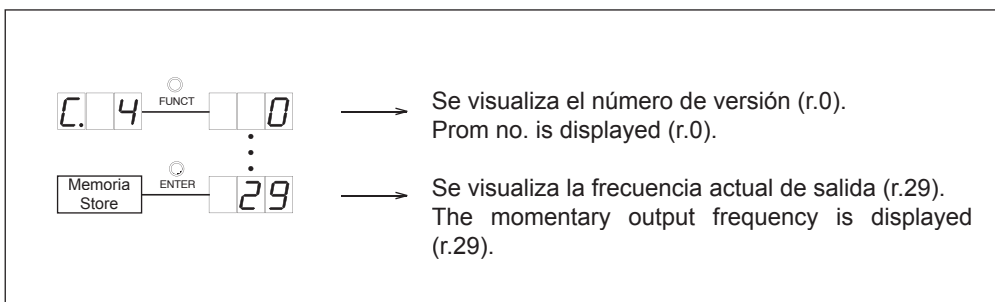 C. 4 FUNCT 0
Se visualiza el número de versión (r.0).
Prom no. is displayed (r.0).
Memoria
Store
ENTER 29
Se visualiza la frecuencia actual de salida (r.29).
The momentary output frequency is displayed
(r.29).